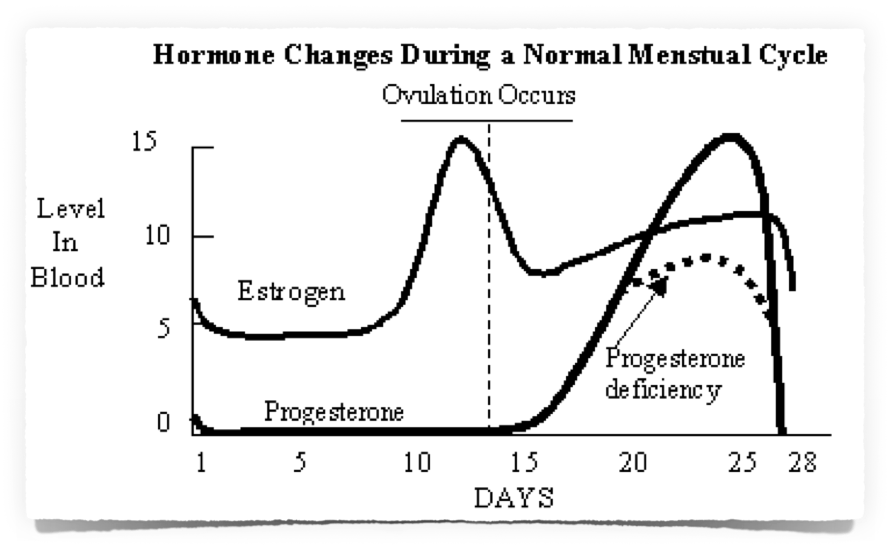 Hormone Changes During a Normal Menstual Cycle
Ovulation Occurs
15
Level
In
Blood
10
Estrogen
5
Progesterone
deficiency
Progesterone
0
1 5 10 15 20 25 28
DAYS